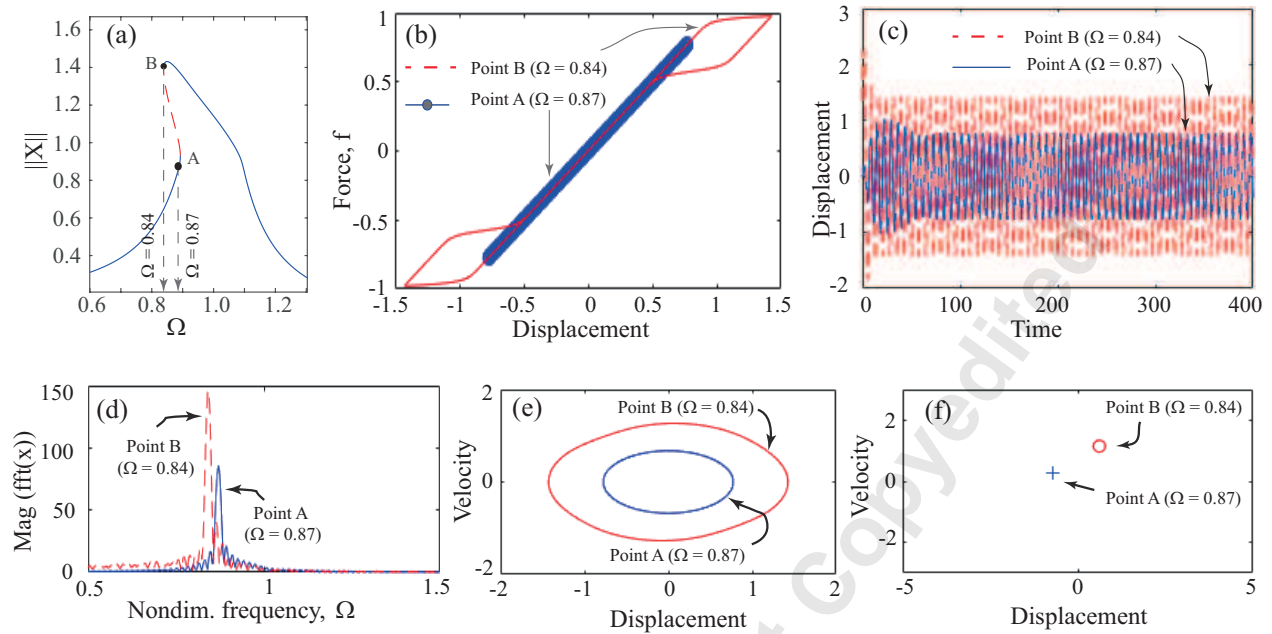 (a)
B
A
||X||
1.6
1.4
1.2
1.0
0.8
0.6
0.4
Ω = 0.84
Ω = 0.87
0.6
0.8
1.0
1.2
Ω
(b)
Point B (Ω = 0.84)
Point A (Ω = 0.87)
Force, f
1
0.5
0
-0.5
-1
-1.5
-1
-0.5
0
0.5
1
1.5
Displacement
(c)
Point B (Ω = 0.84)
Point A (Ω = 0.87)
Displacement
3
2
1
0
-1
-2
0
100
200
300
400
Time
(d)
Point B
(Ω = 0.84)
Point A
(Ω = 0.87)
Mag (fft(x))
150
100
50
0
0.5
1
1.5
Nondim. frequency, Ω
(e)
Point B (Ω = 0.84)
Point A (Ω = 0.87)
Velocity
2
0
-2
-2
-1
0
1
2
Displacement
(f)
Point B (Ω = 0.84)
Point A (Ω = 0.87)
Velocity
2
0
-2
-5
0
5
Displacement
Copyedited